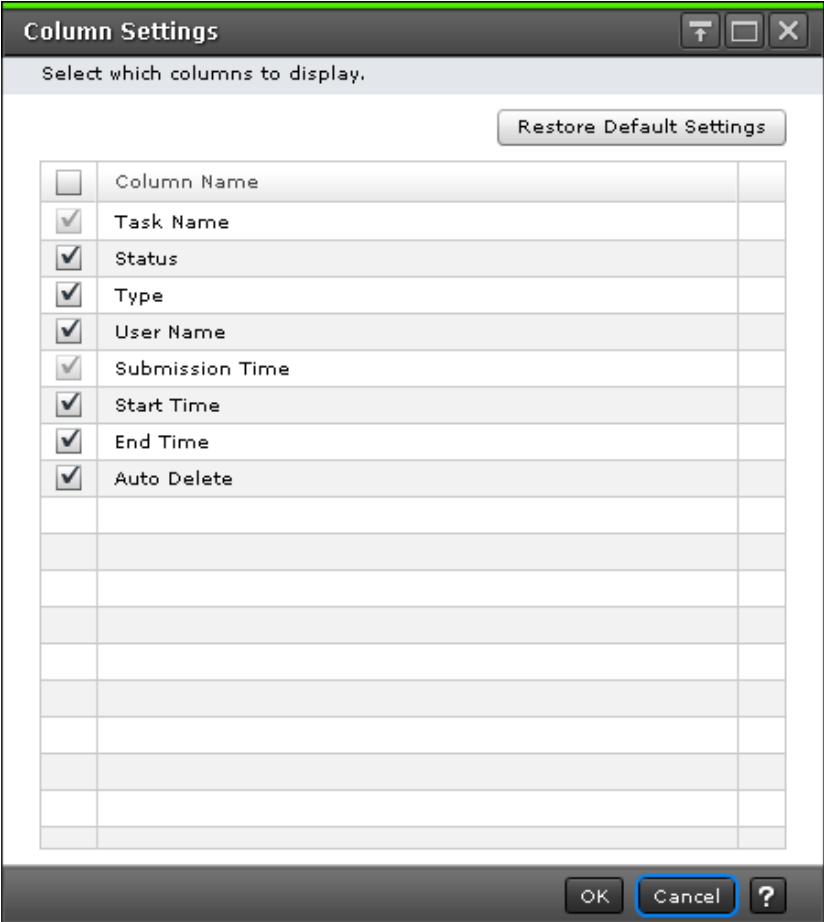 Column Settings
Select which columns to display.
Restore Default Settings
Column Name
Task Name
Status
Type
User Name
Submission Time
Start Time
End Time
Auto Delete
OK Cancel ?